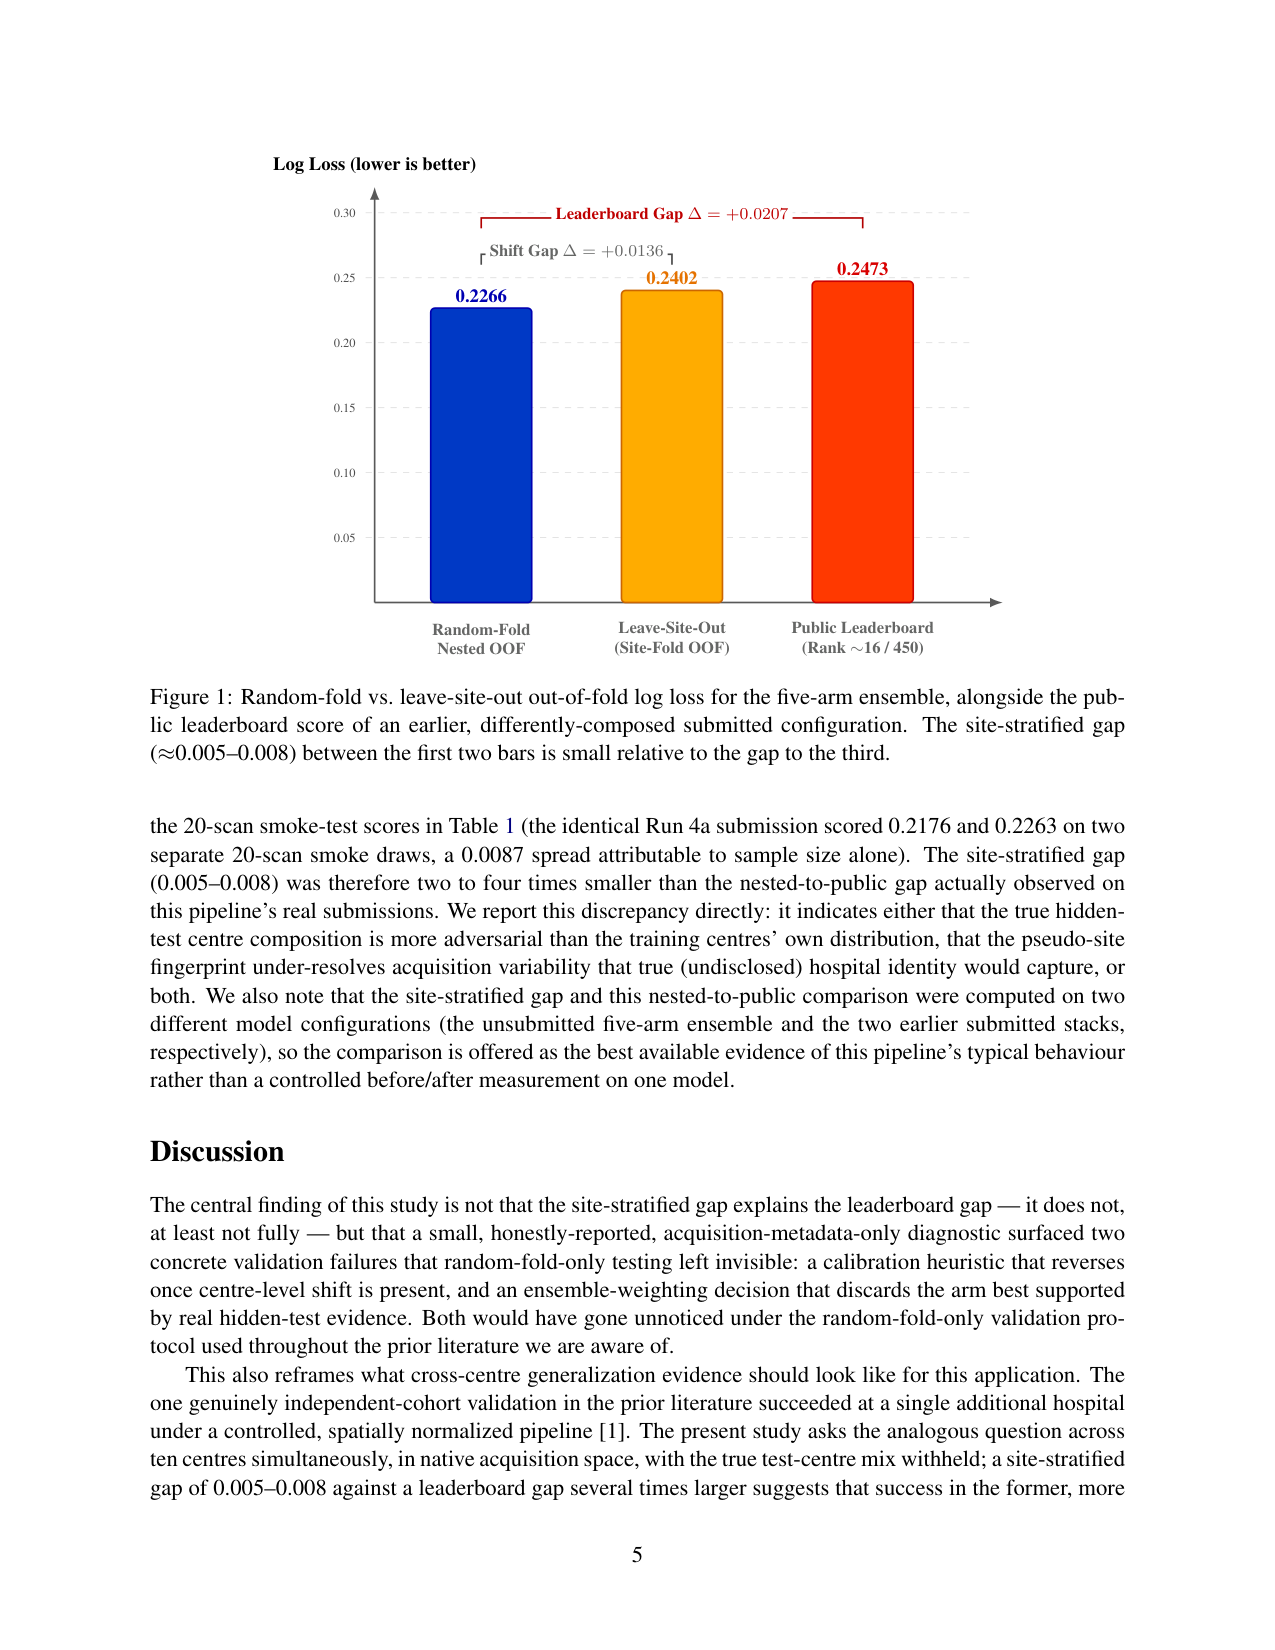 Log Loss (lower is better)
0.30
0.25
0.20
0.15
0.10
0.05
Leaderboard Gap Δ = +0.0207
Shift Gap Δ = +0.0136
0.2266
0.2402
0.2473
Random-Fold
Nested OOF
Leave-Site-Out
(Site-Fold OOF)
Public Leaderboard
(Rank ∼16 / 450)
Figure 1: Random-fold vs. leave-site-out out-of-fold log loss for the five-arm ensemble, alongside the pub-
lic leaderboard score of an earlier, differently-composed submitted configuration. The site-stratified gap
(≈0.005–0.008) between the first two bars is small relative to the gap to the third.
the 20-scan smoke-test scores in Table 1 (the identical Run 4a submission scored 0.2176 and 0.2263 on two
separate 20-scan smoke draws, a 0.0087 spread attributable to sample size alone). The site-stratified gap
(0.005–0.008) was therefore two to four times smaller than the nested-to-public gap actually observed on
this pipeline's real submissions. We report this discrepancy directly: it indicates either that the true hidden-
test centre composition is more adversarial than the training centres' own distribution, that the pseudo-site
fingerprint under-resolves acquisition variability that true (undisclosed) hospital identity would capture, or
both. We also note that the site-stratified gap and this nested-to-public comparison were computed on two
different model configurations (the unsubmitted five-arm ensemble and the two earlier submitted stacks,
respectively), so the comparison is offered as the best available evidence of this pipeline's typical behaviour
rather than a controlled before/after measurement on one model.
Discussion
The central finding of this study is not that the site-stratified gap explains the leaderboard gap — it does not,
at least not fully — but that a small, honestly-reported, acquisition-metadata-only diagnostic surfaced two
concrete validation failures that random-fold-only testing left invisible: a calibration heuristic that reverses
once centre-level shift is present, and an ensemble-weighting decision that discards the arm best supported
by real hidden-test evidence. Both would have gone unnoticed under the random-fold-only validation pro-
tocol used throughout the prior literature we are aware of.
This also reframes what cross-centre generalization evidence should look like for this application. The
one genuinely independent-cohort validation in the prior literature succeeded at a single additional hospital
under a controlled, spatially normalized pipeline [1]. The present study asks the analogous question across
ten centres simultaneously, in native acquisition space, with the true test-centre mix withheld; a site-stratified
gap of 0.005–0.008 against a leaderboard gap several times larger suggests that success in the former, more
5